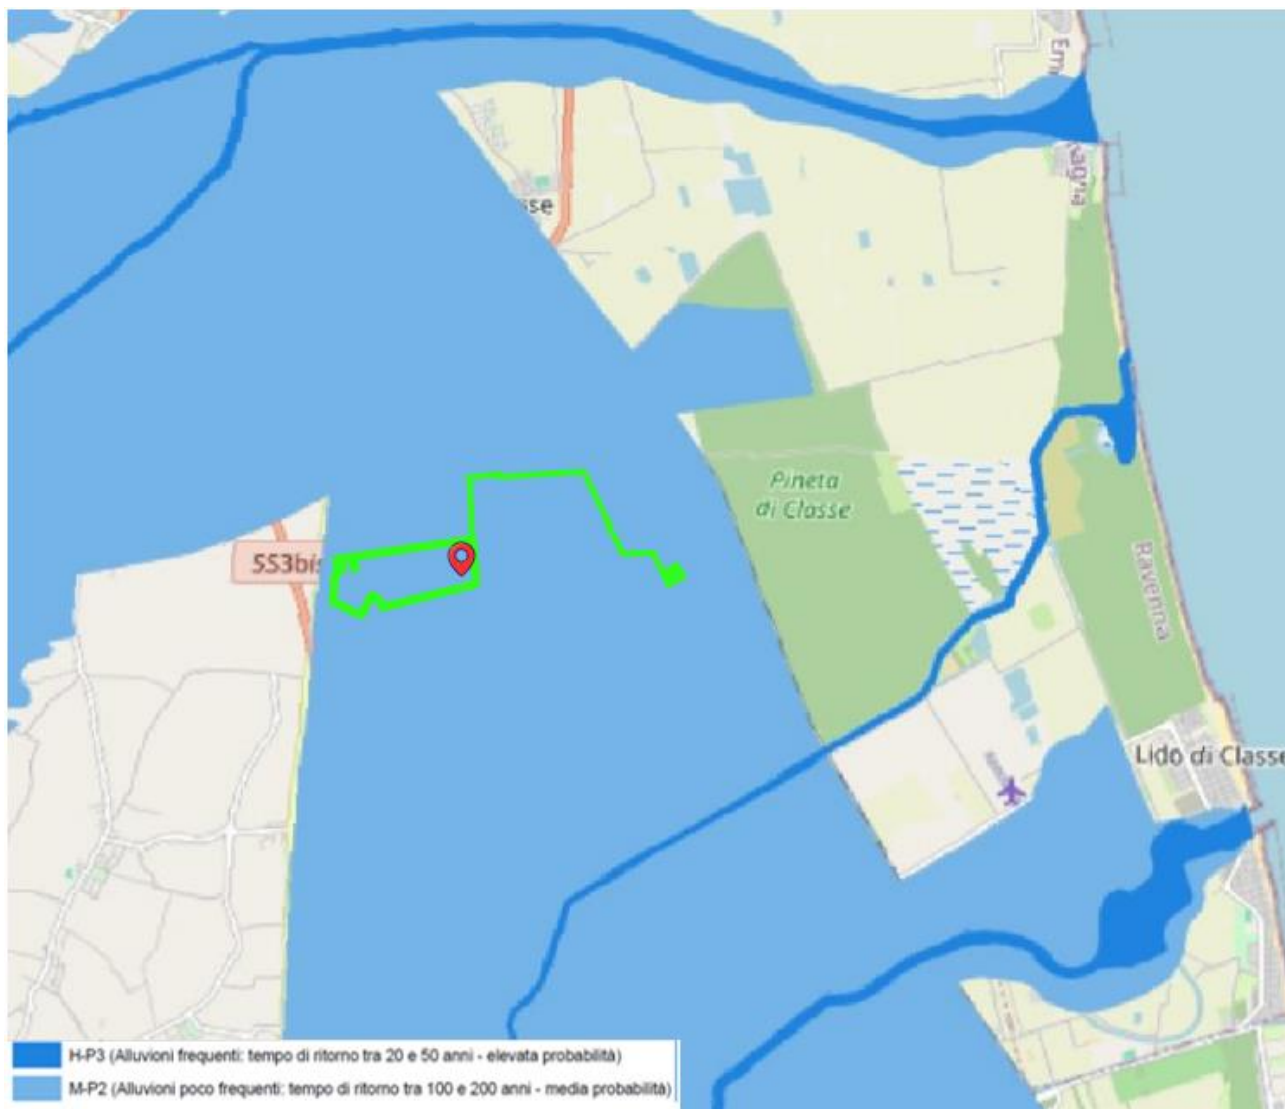 sse
Pineta
di Classe
SS3bis
Ravenna
Lido di Classe
H-P3 (Alluvioni frequenti: tempo di ritorno tra 20 e 50 anni - elevata probabilità)
M-P2 (Alluvioni poco frequenti: tempo di ritorno tra 100 e 200 anni - media probabilità)